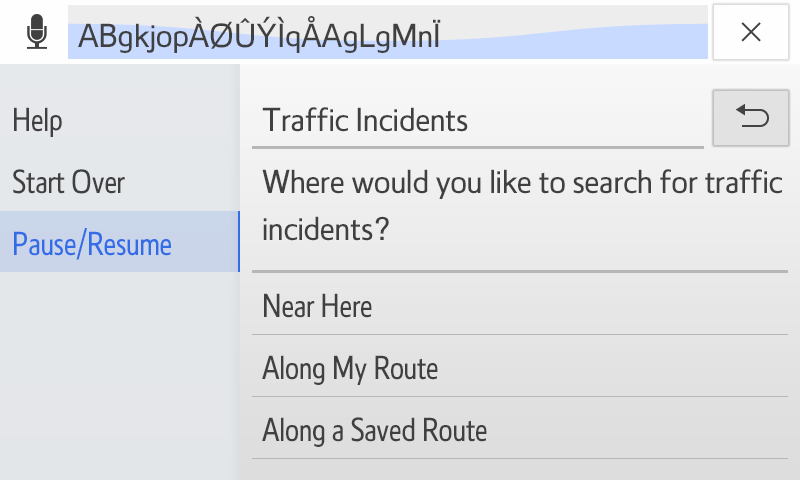 ABgkjopÀØÛÝÌqÅAgLgMnÏ
Help
Start Over
Pause/Resume
Traffic Incidents
Where would you like to search for traffic
incidents?
Near Here
Along My Route
Along a Saved Route